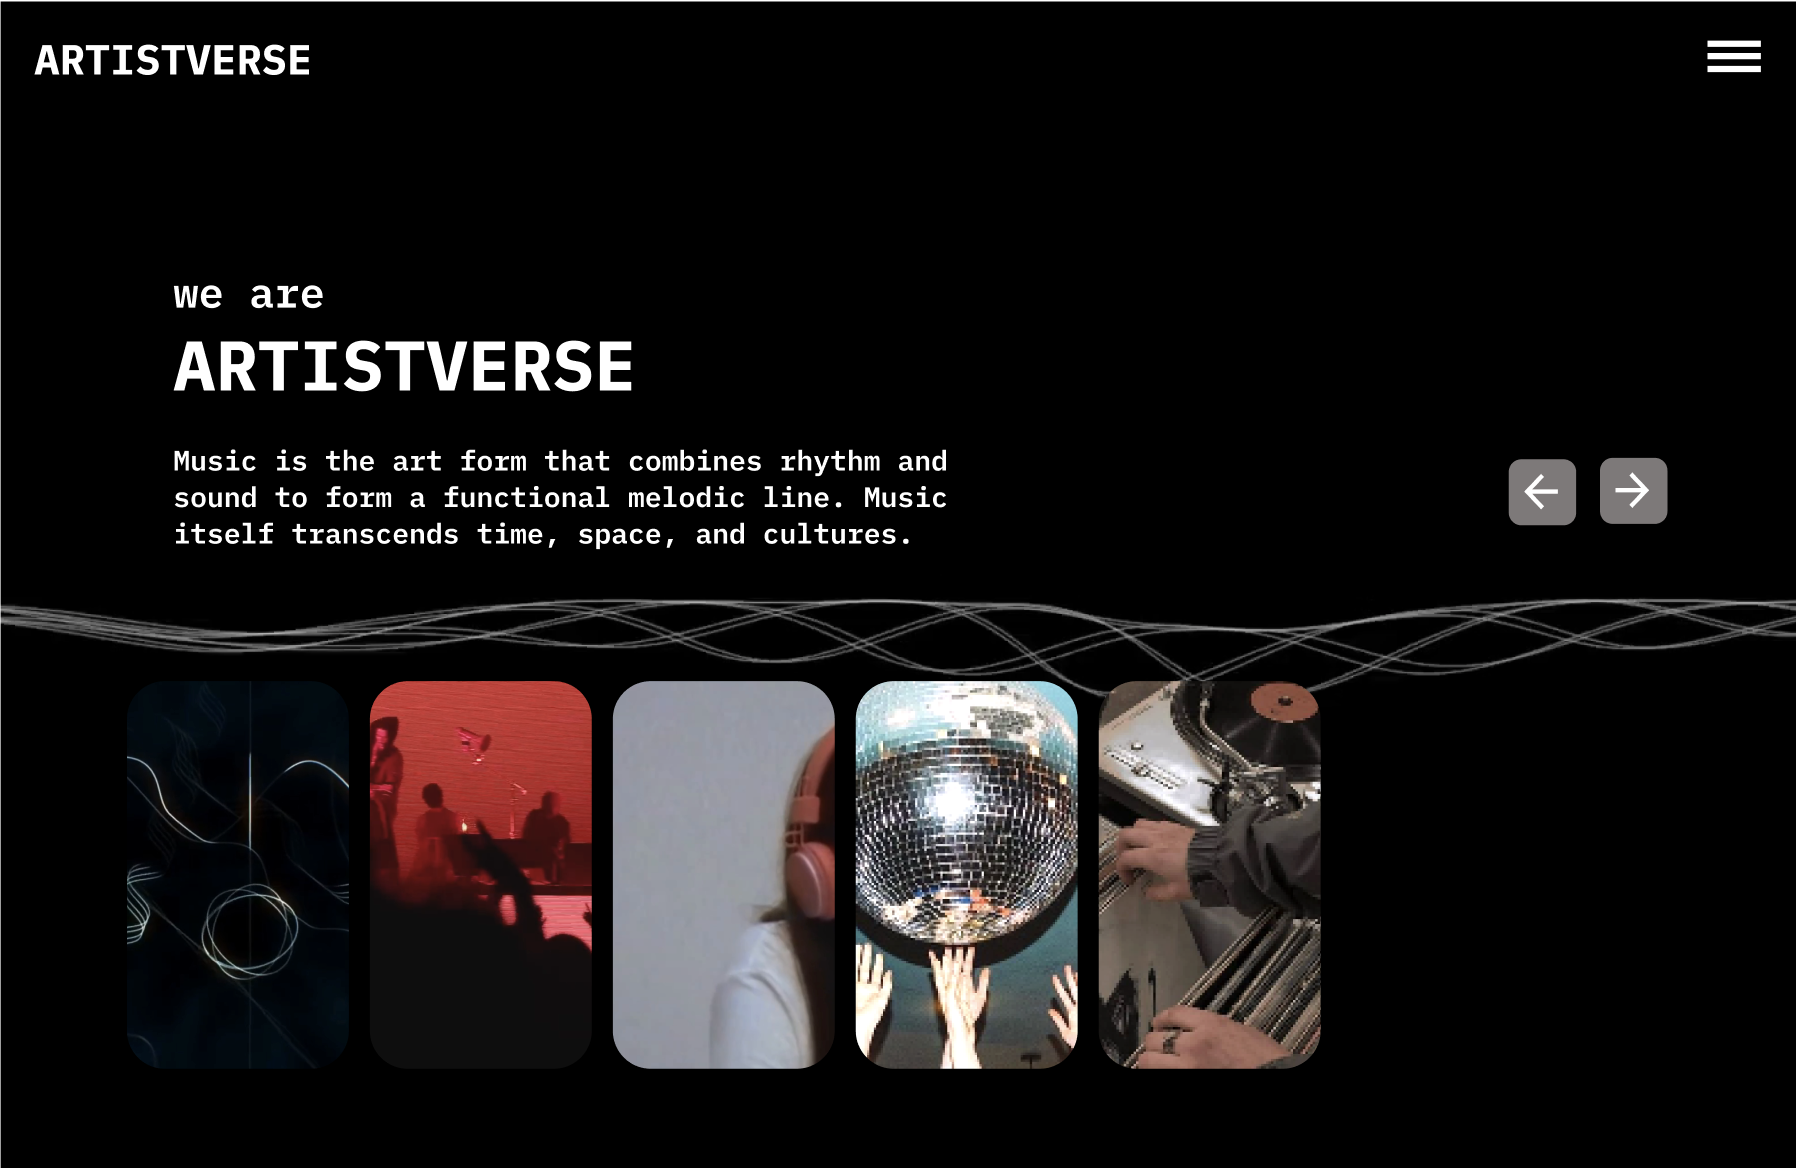 ARTISTVERSE
we are
ARTISTVERSE
Music is the art form that combines rhythm and
sound to form a functional melodic line. Music
itself transcends time, space, and cultures.